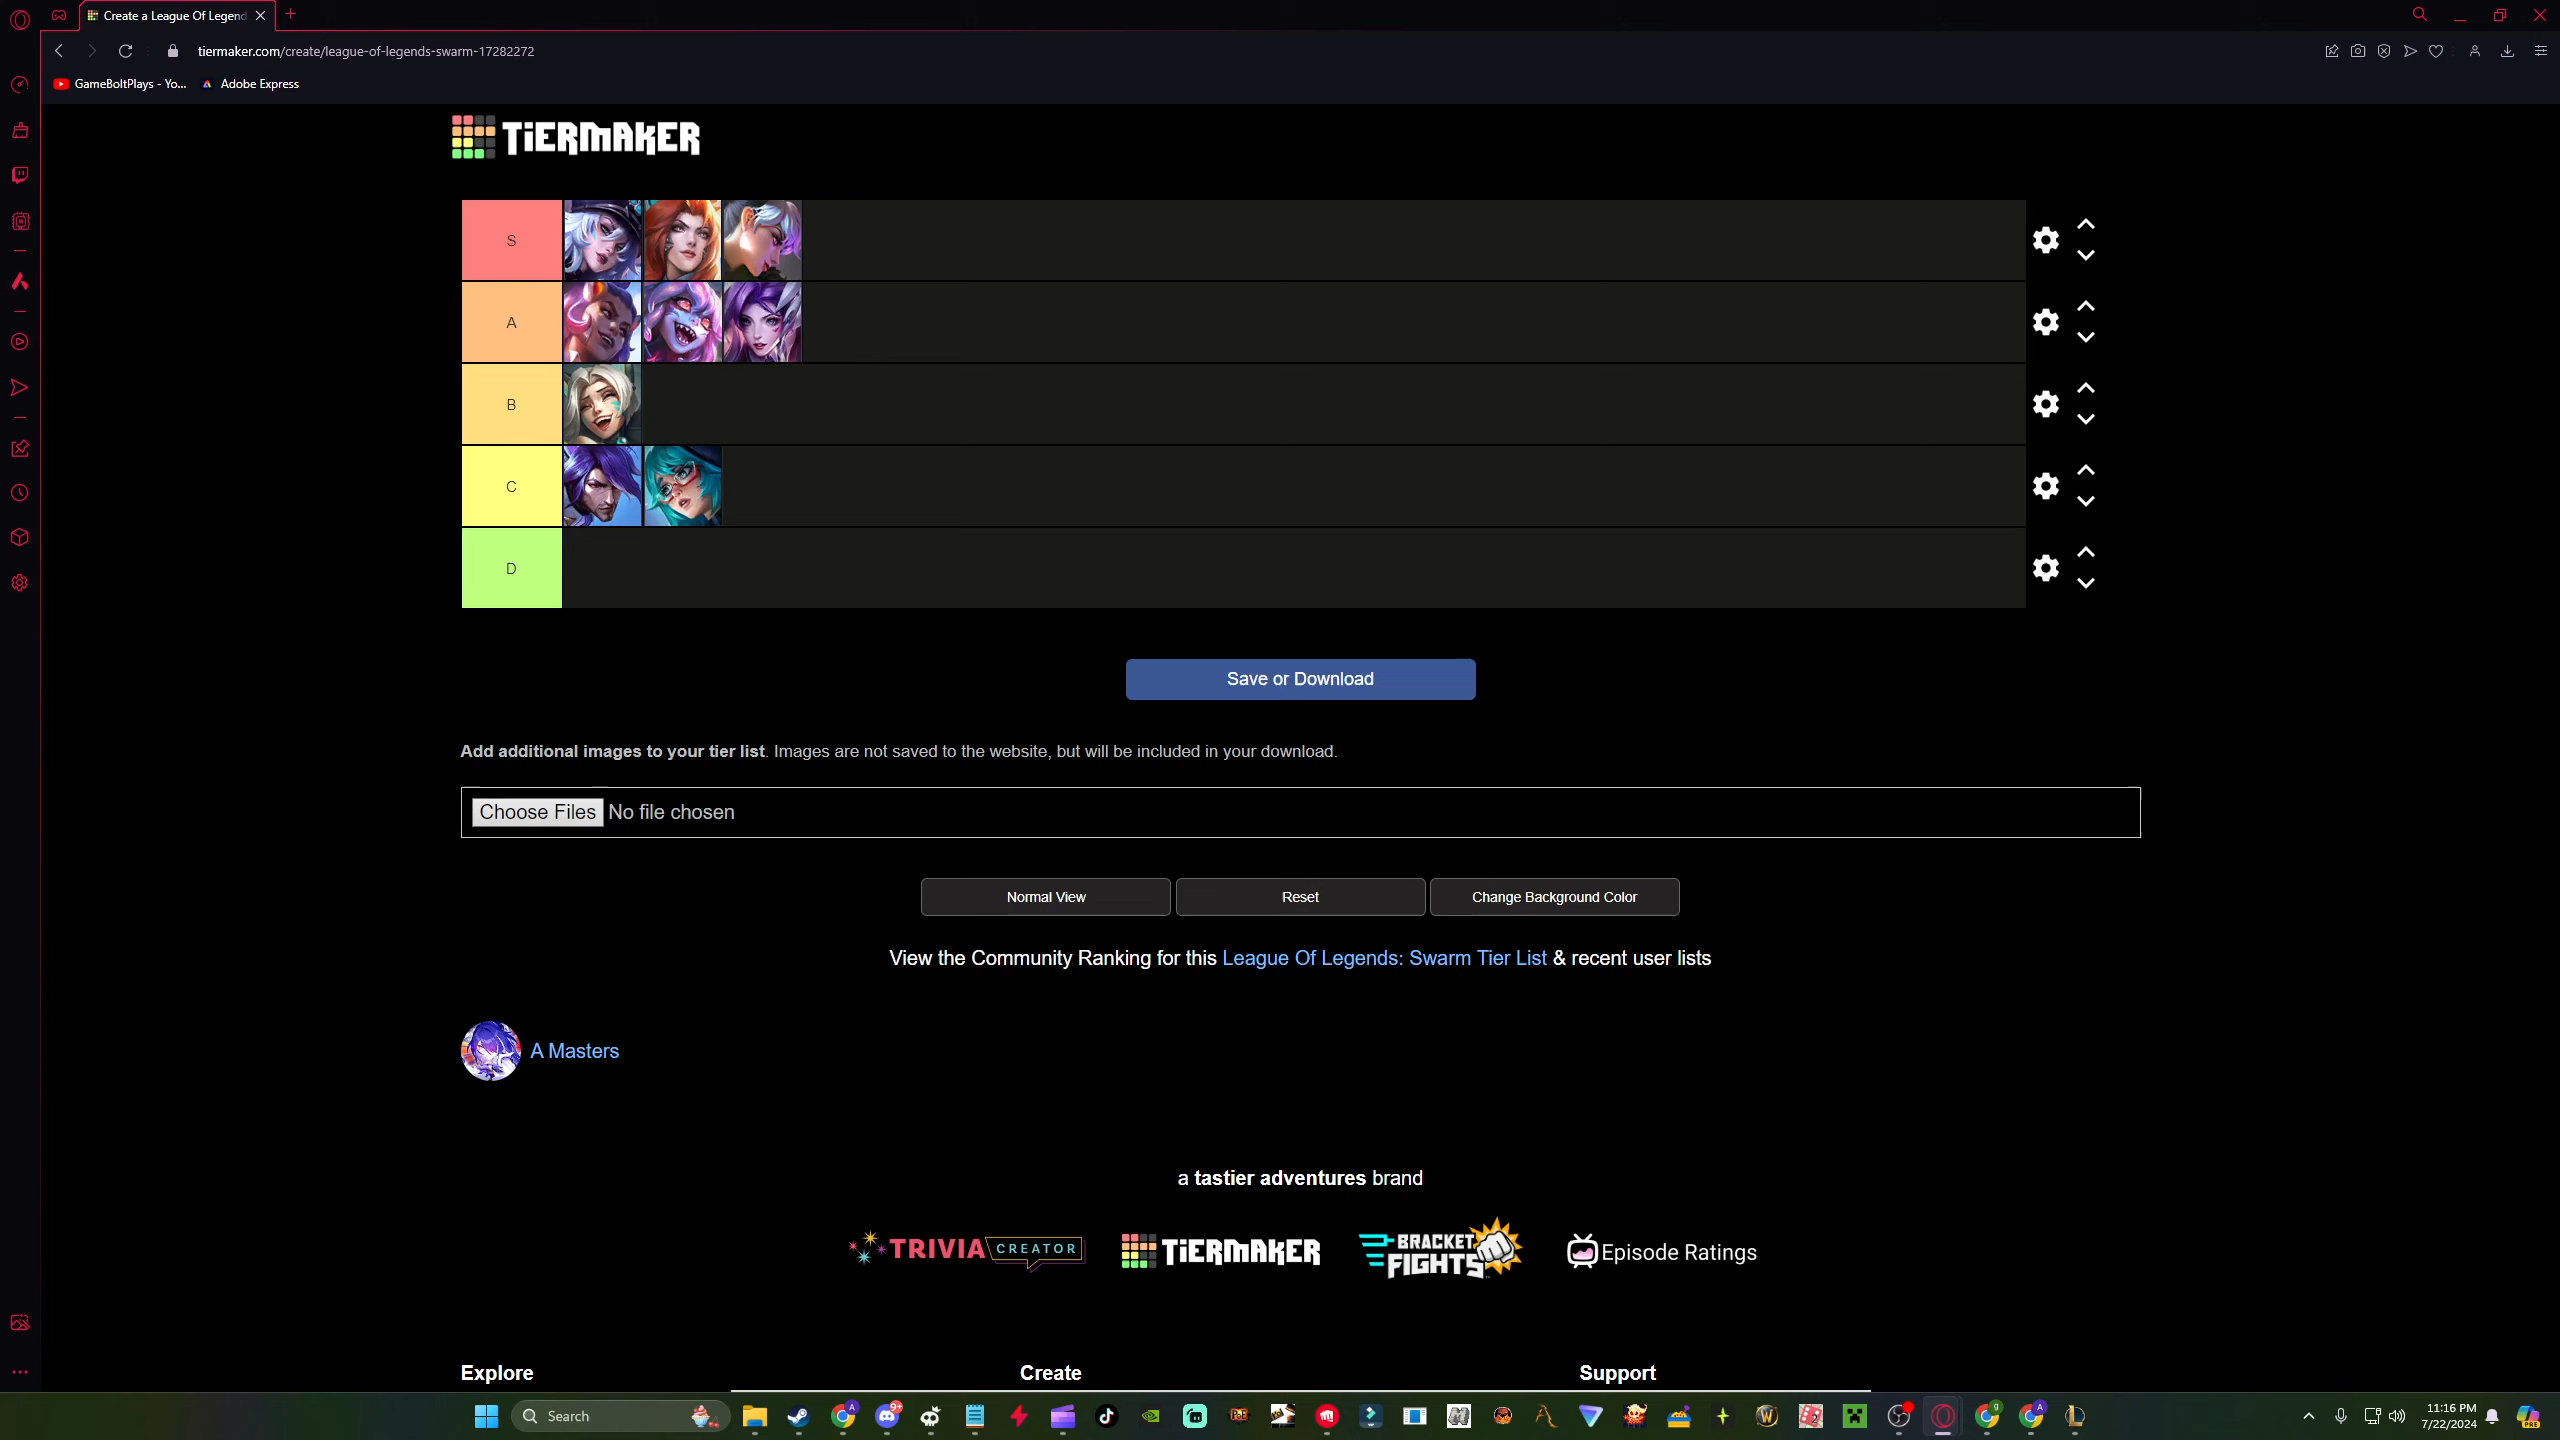 Create a League Of Legend
tiermaker.com/create/league-of-legends-swarm-17282272
GameBoltPlays - Yo...
Adobe Express
TiERMAKER
S
A
B
C
D
Save or Download
Add additional images to your tier list. Images are not saved to the website, but will be included in your download.
Choose Files No file chosen
Normal View
Reset
Change Background Color
View the Community Ranking for this League Of Legends: Swarm Tier List & recent user lists
A Masters
a tastier adventures brand
TRIVIA CREATOR
TiERMAKER
BRACKET FIGHTS
Episode Ratings
Explore
Create
Support
Search
11:16 PM
7/22/2024